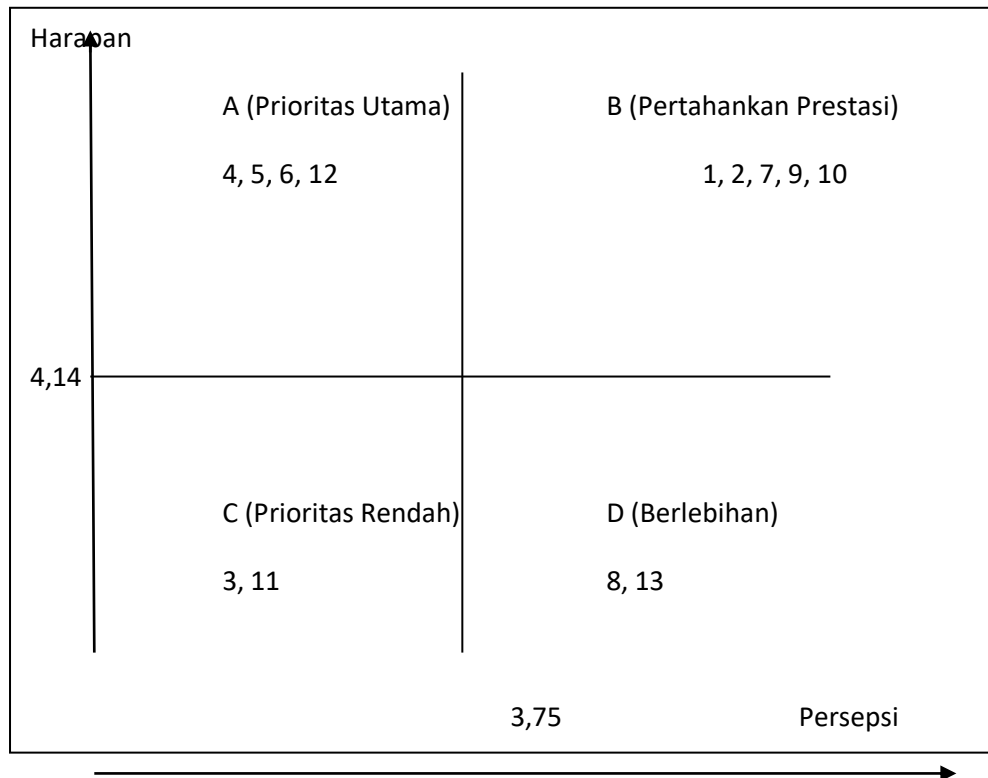 Harapan
A (Prioritas Utama) B (Pertahankan Prestasi)
4, 5, 6, 12 1, 2, 7, 9, 10
4,14
C (Prioritas Rendah) D (Berlebihan)
3, 11 8, 13
3,75 Persepsi